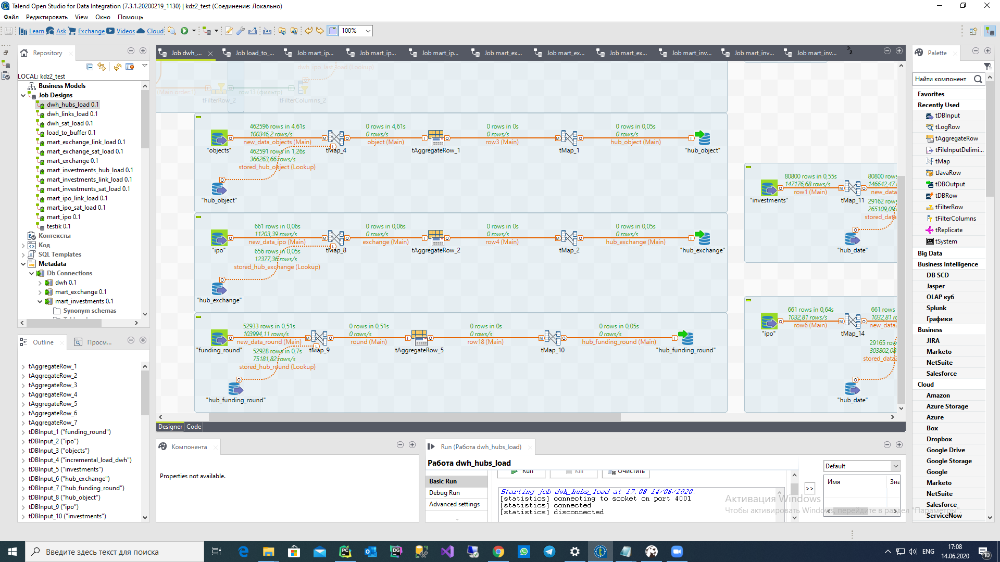 Talend Open Studio for Data Integration (7.3.1.20200219_1130) | kdz2_test (Соединение: Локально)
Файл Редактировать View Окно Помощь
Learn Ask Exchange Videos Cloud 100%
Repository
LOCAL: kdz2_test
Business Models
Job Designs
dwh_hubs_load 0.1
dwh_links_load 0.1
dwh_sat_load 0.1
load_to_buffer 0.1
mart_exchange_link_load 0.1
mart_exchange_sat_load 0.1
mart_exchange 0.1
mart_investments_hub_load 0.1
mart_investments_link_load 0.1
mart_investments_sat_load 0.1
mart_ipo_link_load 0.1
mart_ipo_sat_load 0.1
mart_ipo 0.1
testik 0.1
Контексты
Код
SQL Templates
Metadata
Db Connections
dwh 0.1
mart_exchange 0.1
mart_investments 0.1
Synonym schemas
Outline Просм...
tAggregateRow_1
tAggregateRow_2
tAggregateRow_3
tAggregateRow_4
tAggregateRow_5
tAggregateRow_6
tAggregateRow_7
tDBInput_1 ("funding_round")
tDBInput_2 ("ipo")
tDBInput_3 ("objects")
tDBInput_4 ("incremental_load_dwh")
tDBInput_5 ("investments")
tDBInput_6 ("hub_exchange")
tDBInput_7 ("hub_funding_round")
tDBInput_8 ("hub_object")
tDBInput_9 ("ipo")
tDBInput_10 ("investments")
Job dwh_... Job load_to_... Job mart_ip... Job mart_ip... Job mart_ip... Job mart_ex... Job mart_ex... Job mart_ex... Job mart_inv... Job mart_inv... Job mart_inv... »2
dwh_ipo_last_load (Lookup)
(Main order:1) row13 (фильтр)
tFilterRow_2 tFilterColumns_2
462596 rows in 4,61s 0 rows in 4,61s 0 rows in 0s 0 rows in 0,05s
100346,2 rows/s 0 rows/s 0 rows/s 0 rows/s
new_data_objects (Main) object (Main) row3 (Main) hub_object (Main)
"objects" tMap_4 tAggregateRow_1 tMap_1 "hub_object"
462591 rows in 1,26s
366263,66 rows/s
stored_hub_object (Lookup)
"hub_object"
661 rows in 0,06s 0 rows in 0,06s 0 rows in 0s 0 rows in 0,05s
11203,39 rows/s 0 rows/s 0 rows/s 0 rows/s
new_data_ipo (Main) exchange (Main) row4 (Main) hub_exchange (Main)
"ipo" tMap_8 tAggregateRow_2 tMap_2 "hub_exchange"
656 rows in 0,05s
12377,36 rows/s
stored_hub_exchange (Lookup)
"hub_exchange"
52933 rows in 0,51s 0 rows in 0,51s 0 rows in 0s 0 rows in 0,05s
103994,11 rows/s 0 rows/s 0 rows/s 0 rows/s
new_data_round (Main) round (Main) row18 (Main) hub_funding_round (Main)
"funding_round" tMap_9 tAggregateRow_5 tMap_10 "hub_funding_round"
52928 rows in 0,7s
75181,82 rows/s
stored_hub_round (Lookup)
"hub_funding_round"
80800 rows in 0,55s 80800 rows
147176,68 rows/s 146642,47
row1 (Main) new_data
"investments" tMap_11
29162 rows
265109,09
stored_data
"hub_date"
661 rows in 0,64s 661 rows
1032,81 rows/s 1032,81
row6 (Main) new_data
"ipo" tMap_14
29165 rows
303802,08
stored_data
"hub_date"
Designer Code
Компонента
Properties not available.
Run (Работа dwh_hubs_load)
Работа dwh_hubs_load
Basic Run
Debug Run
Advanced settings
Run Kill Очистить
Starting job dwh_hubs_load at 17:08 14/06/2020.
[statistics] connecting to socket on port 4001
[statistics] connected
[statistics] disconnected
>>
Default
Имя
Активация Windows
Чтобы активировать Windows, перейдите в раздел "Параметры".
Palette
Найти компонент
Favorites
Recently Used
tDBInput
tLogRow
tAggregateRow
tFileInputDelimi...
tMap
tJavaRow
tDBOutput
tDBRow
tFilterRow
tFilterColumns
tReplicate
tSystem
Big Data
Business Intelligence
DB SCD
Jasper
OLAP куб
Splunk
Графики
Business
JIRA
Marketo
NetSuite
Salesforce
Cloud
Amazon
Azure Storage
Azure
Box
Dropbox
Google Drive
Google Storage
Google
Marketo
NetSuite
Salesforce
ServiceNow
Введите здесь текст для поиска
ENG
17:08
14.06.2020
10